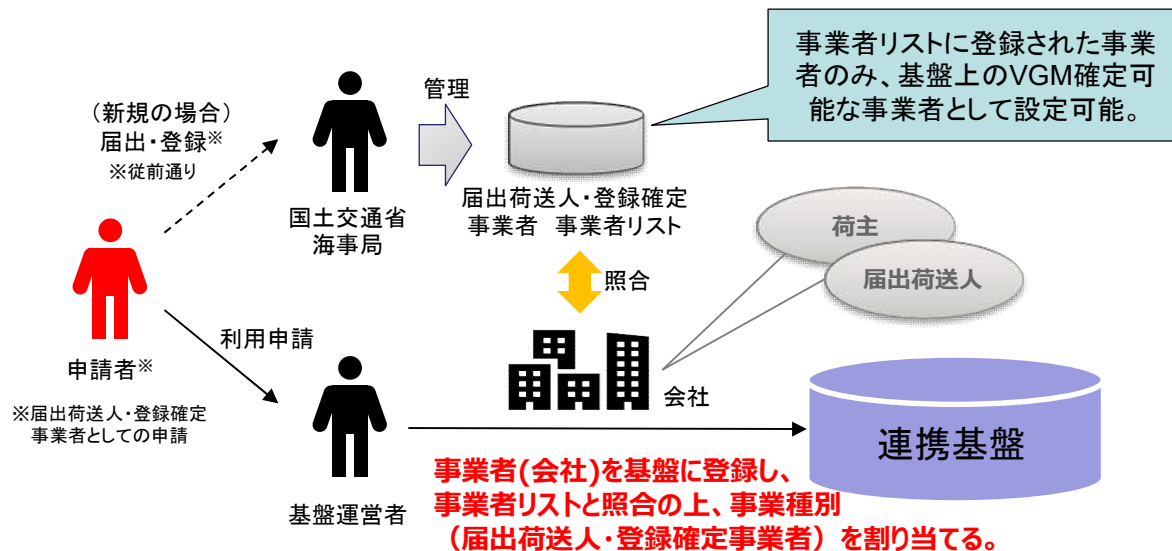 事業者リストに登録された事業
者のみ、基盤上のVGM確定可
能な事業者として設定可能。
管理
（新規の場合）
届出・登録※
※従前通り
国土交通省
海事局
届出荷送人・登録確定
事業者　事業者リスト
荷主
届出荷送人
照合
利用申請
申請者※
※届出荷送人・登録確定
事業者としての申請
会社
連携基盤
基盤運営者
事業者(会社)を基盤に登録し、
事業者リストと照合の上、事業種別
（届出荷送人・登録確定事業者）を割り当てる。